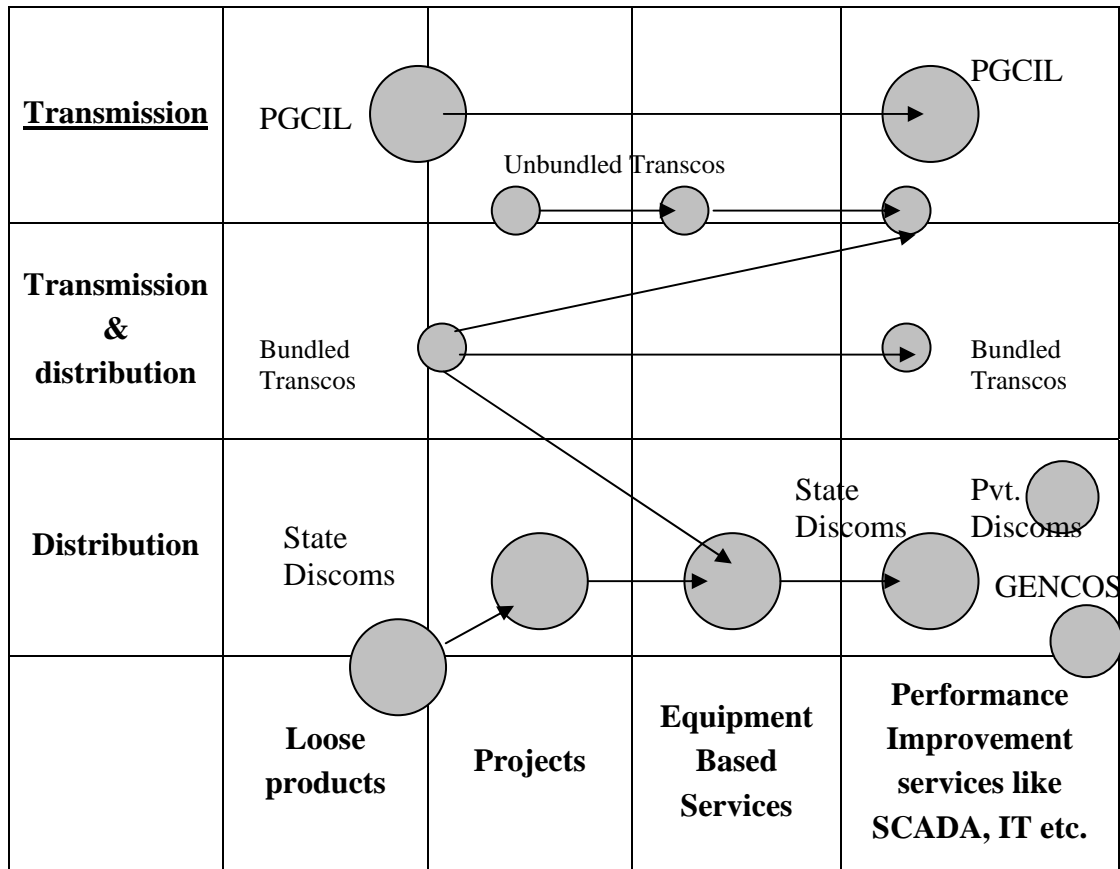 Transmission
PGCIL
PGCIL
Unbundled Transcos
Transmission
&
distribution
Bundled
Transcos
Bundled
Transcos
Distribution
State
Discoms
State
Discoms
Pvt.
Discoms
GENCOS
Loose
products
Projects
Equipment
Based
Services
Performance
Improvement
services like
SCADA, IT etc.